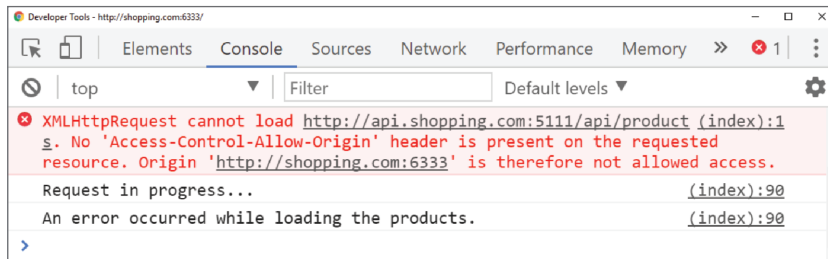 Developer Tools - http://shopping.com:6333/
Elements Console Sources Network Performance Memory » 1
top Filter Default levels ▼
XMLHttpRequest cannot load http://api.shopping.com:5111/api/product (index):1
s. No 'Access-Control-Allow-Origin' header is present on the requested
resource. Origin 'http://shopping.com:6333' is therefore not allowed access.
Request in progress... (index):90
An error occurred while loading the products. (index):90